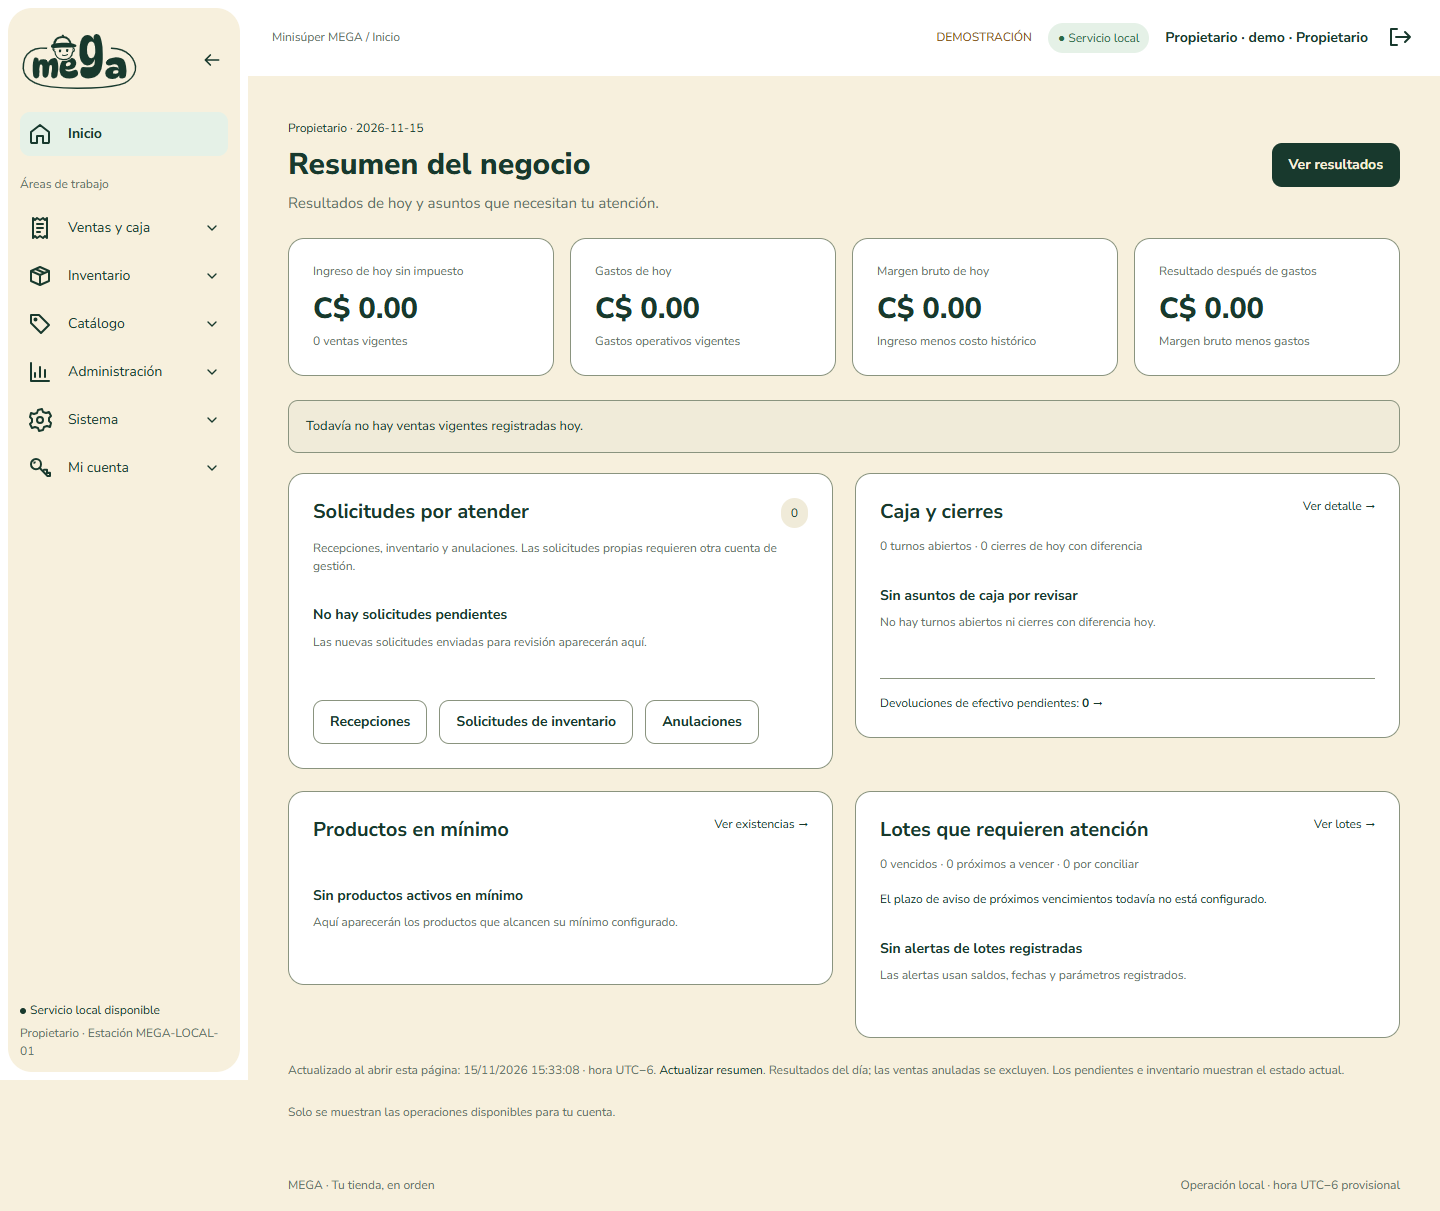 mega
Inicio
Áreas de trabajo
Ventas y caja
Inventario
Catálogo
Administración
Sistema
Mi cuenta
● Servicio local disponible
Propietario · Estación MEGA-LOCAL-
01
Minisúper MEGA / Inicio
DEMOSTRACIÓN
● Servicio local
Propietario · demo · Propietario
Propietario · 2026-11-15
Resumen del negocio
Resultados de hoy y asuntos que necesitan tu atención.
Ver resultados
Ingreso de hoy sin impuesto
C$ 0.00
0 ventas vigentes
Gastos de hoy
C$ 0.00
Gastos operativos vigentes
Margen bruto de hoy
C$ 0.00
Ingreso menos costo histórico
Resultado después de gastos
C$ 0.00
Margen bruto menos gastos
Todavía no hay ventas vigentes registradas hoy.
Solicitudes por atender
0
Recepciones, inventario y anulaciones. Las solicitudes propias requieren otra cuenta de
gestión.
No hay solicitudes pendientes
Las nuevas solicitudes enviadas para revisión aparecerán aquí.
Recepciones
Solicitudes de inventario
Anulaciones
Caja y cierres
Ver detalle →
0 turnos abiertos · 0 cierres de hoy con diferencia
Sin asuntos de caja por revisar
No hay turnos abiertos ni cierres con diferencia hoy.
Devoluciones de efectivo pendientes: 0 →
Productos en mínimo
Ver existencias →
Sin productos activos en mínimo
Aquí aparecerán los productos que alcancen su mínimo configurado.
Lotes que requieren atención
Ver lotes →
0 vencidos · 0 próximos a vencer · 0 por conciliar
El plazo de aviso de próximos vencimientos todavía no está configurado.
Sin alertas de lotes registradas
Las alertas usan saldos, fechas y parámetros registrados.
Actualizado al abrir esta página: 15/11/2026 15:33:08 · hora UTC−6. Actualizar resumen. Resultados del día; las ventas anuladas se excluyen. Los pendientes e inventario muestran el estado actual.
Solo se muestran las operaciones disponibles para tu cuenta.
MEGA · Tu tienda, en orden
Operación local · hora UTC−6 provisional